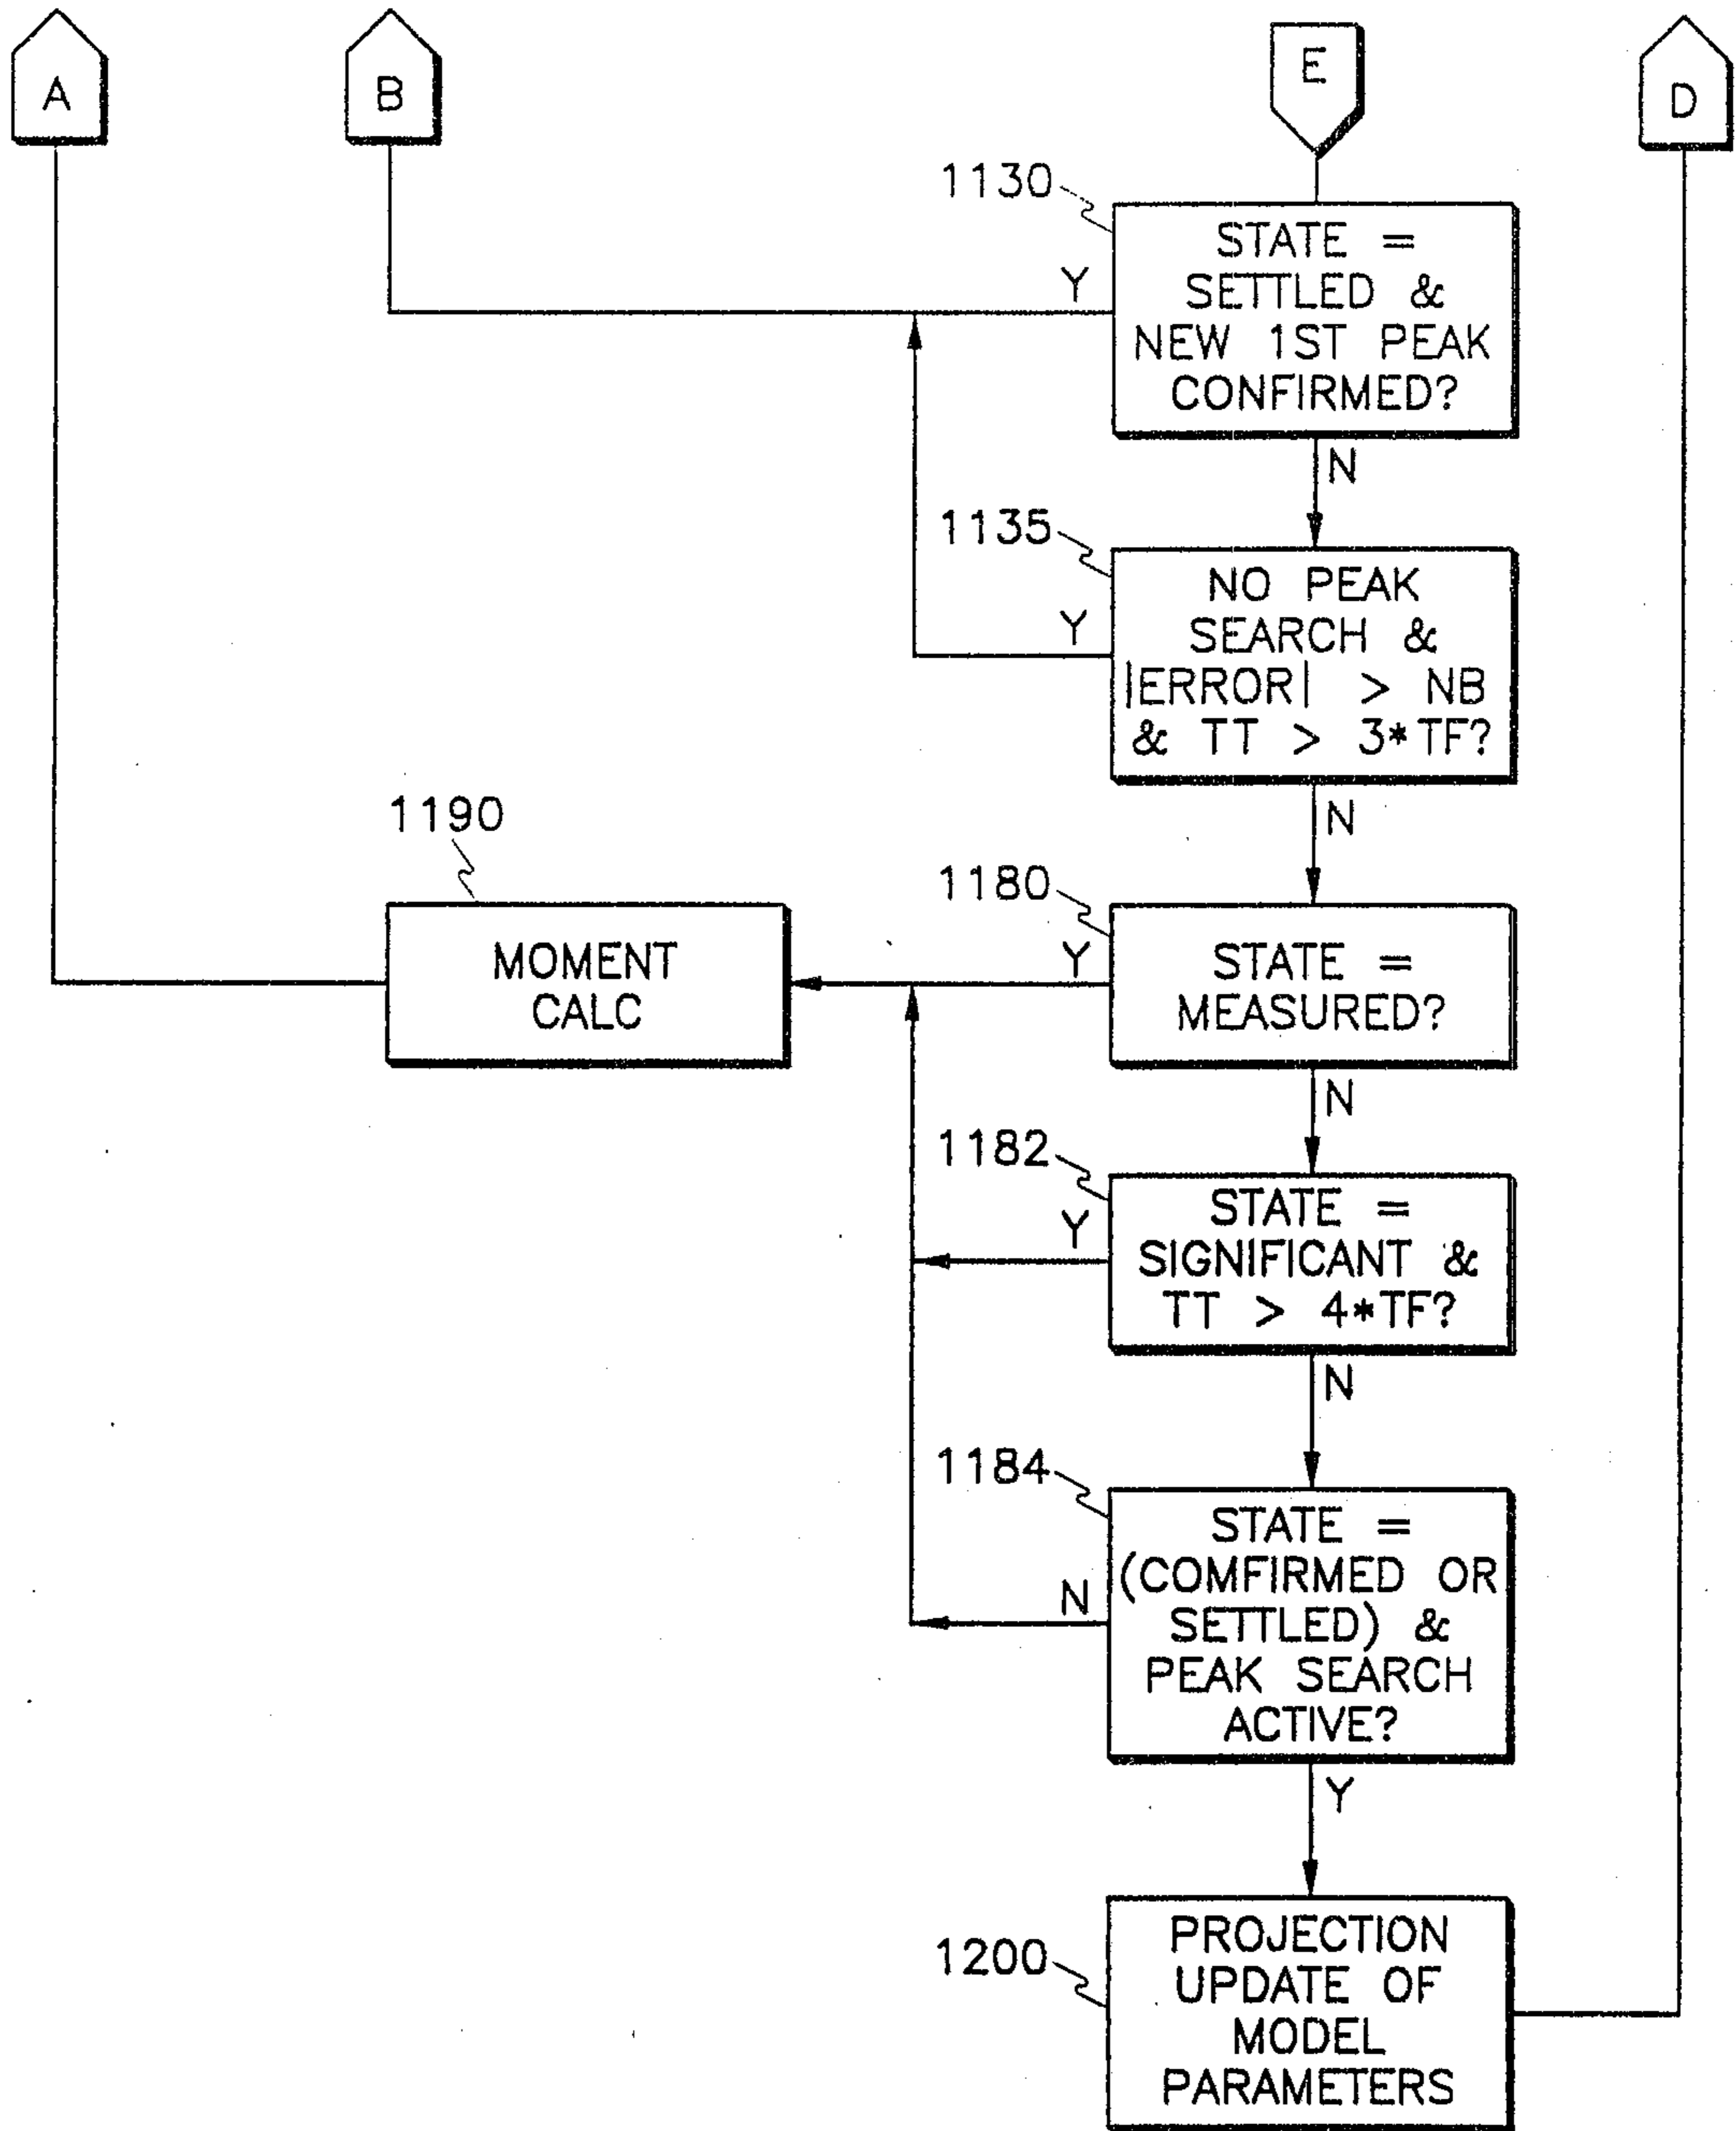 A
B
E
D
1130
STATE =
SETTLED &
NEW 1ST PEAK
CONFIRMED?
Y
N
1135
NO PEAK
SEARCH &
|ERROR| > NB
& TT > 3*TF?
Y
N
1190
MOMENT
CALC
1180
STATE =
MEASURED?
Y
N
1182
STATE =
SIGNIFICANT &
TT > 4*TF?
Y
N
1184
STATE =
(COMFIRMED OR
SETTLED) &
PEAK SEARCH
ACTIVE?
N
Y
1200
PROJECTION
UPDATE OF
MODEL
PARAMETERS